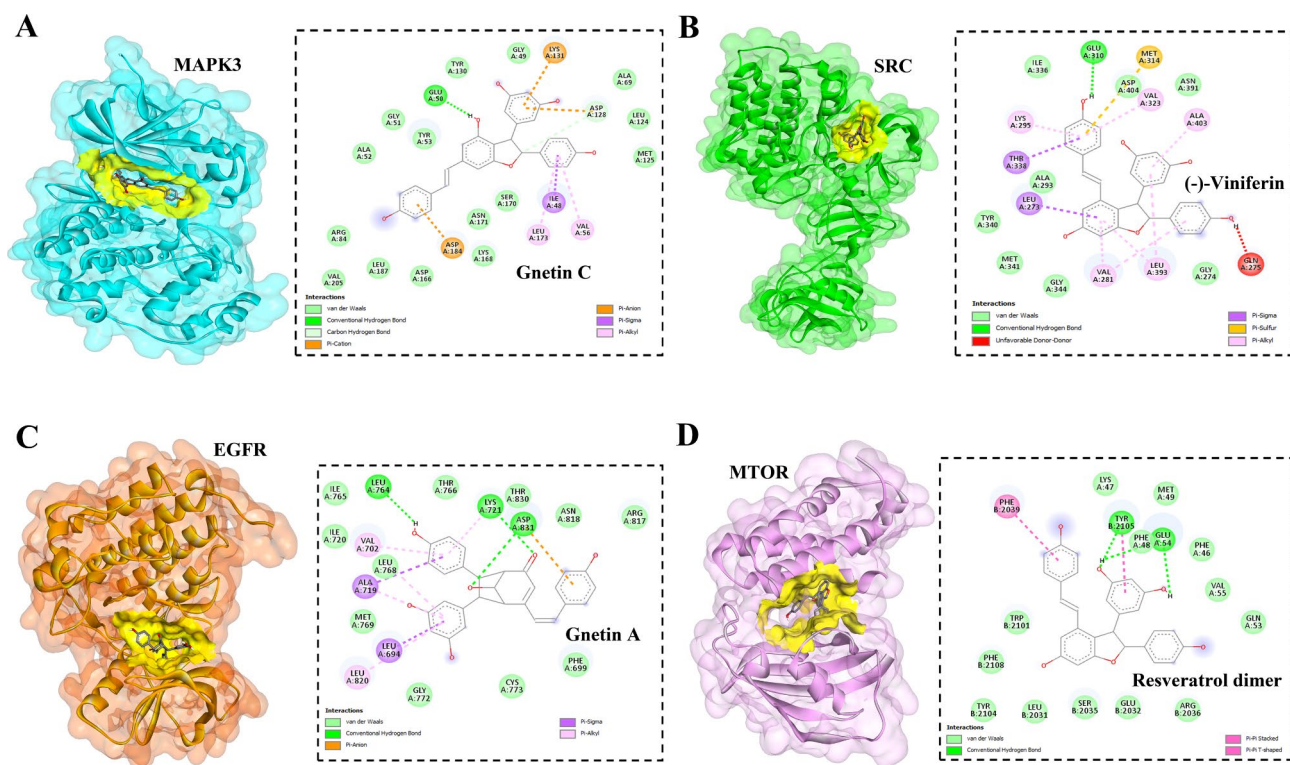 A
MAPK3
GLY
A:49
LYS
A:131
TYR
A:130
ALA
A:69
GLU
A:50
ASP
A:128
GLY
A:51
TYR
A:53
LEU
A:124
ALA
A:52
MET
A:125
SER
A:170
ILE
A:48
ASN
A:171
VAL
A:56
LEU
A:173
ARG
A:84
ASP
A:184
LYS
A:168
LEU
A:187
ASP
A:166
VAL
A:205
Gnetin C
Interactions
van der Waals
Conventional Hydrogen Bond
Carbon Hydrogen Bond
Pi-Cation
Pi-Anion
Pi-Sigma
Pi-Alkyl
H
O
B
SRC
GLU
A:310
MET
A:314
ILE
A:336
ASP
A:404
ASN
A:391
VAL
A:323
LYS
A:295
ALA
A:403
THR
A:338
ALA
A:293
LEU
A:273
(-)-Viniferin
TYR
A:340
MET
A:341
GLY
A:344
VAL
A:281
LEU
A:393
GLY
A:274
GLN
A:275
Interactions
van der Waals
Conventional Hydrogen Bond
Unfavorable Donor-Donor
Pi-Sigma
Pi-Sulfur
Pi-Alkyl
H
O
H
C
EGFR
LEU
A:764
THR
A:766
LYS
A:721
THR
A:830
ILE
A:765
ASP
A:831
ASN
A:818
ARG
A:817
ILE
A:720
VAL
A:702
LEU
A:768
ALA
A:719
MET
A:769
LEU
A:694
LEU
A:820
GLY
A:772
CYS
A:773
PHE
A:699
Gnetin A
Interactions
van der Waals
Conventional Hydrogen Bond
Pi-Anion
Pi-Sigma
Pi-Alkyl
H
O
D
MTOR
LYS
A:47
MET
A:49
PHE
B:2039
TYR
B:2105
PHE
A:48
GLU
A:54
PHE
A:46
VAL
A:55
GLN
A:53
TRP
B:2101
PHE
B:2108
TYR
B:2104
LEU
B:2031
SER
B:2035
GLU
B:2032
ARG
B:2036
Resveratrol dimer
Interactions
van der Waals
Conventional Hydrogen Bond
Pi-Pi Stacked
Pi-Pi T-shaped
H
H
O